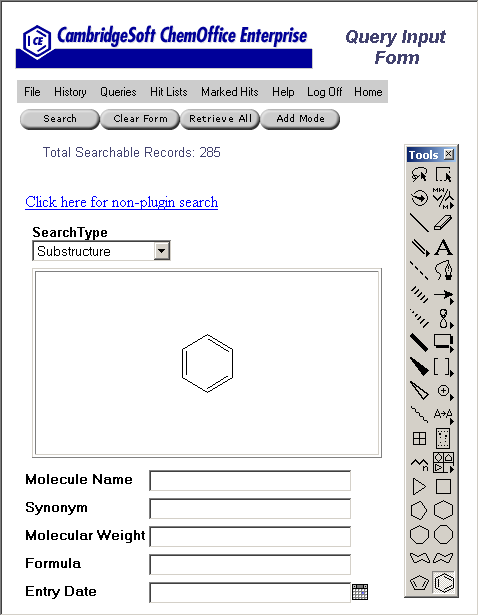 CambridgeSoft ChemOffice Enterprise
Query Input
Form
File History Queries Hit Lists Marked Hits Help Log Off Home
Search Clear Form Retrieve All Add Mode
Total Searchable Records: 285
Tools
Click here for non-plugin search
SearchType
Substructure
Molecule Name
Synonym
Molecular Weight
Formula
Entry Date